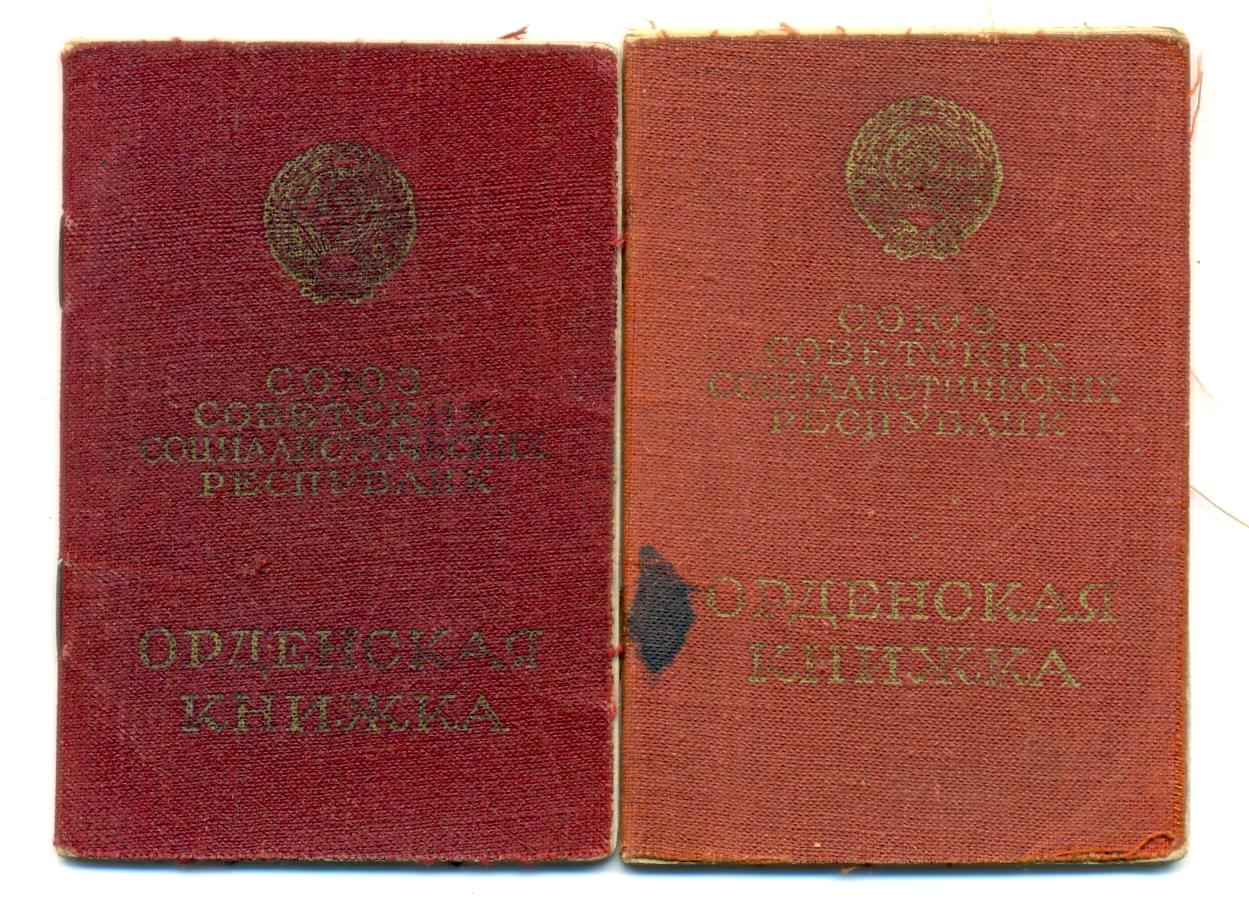 СОЮЗ
СОВЕТСКИХ
СОЦИАЛИСТИЧЕСКИХ
РЕСПУБЛИК
ОРДЕНСКАЯ
КНИЖКА
СОЮЗ
СОВЕТСКИХ
СОЦИАЛИСТИЧЕСКИХ
РЕСПУБЛИК
ОРДЕНСКАЯ
КНИЖКА